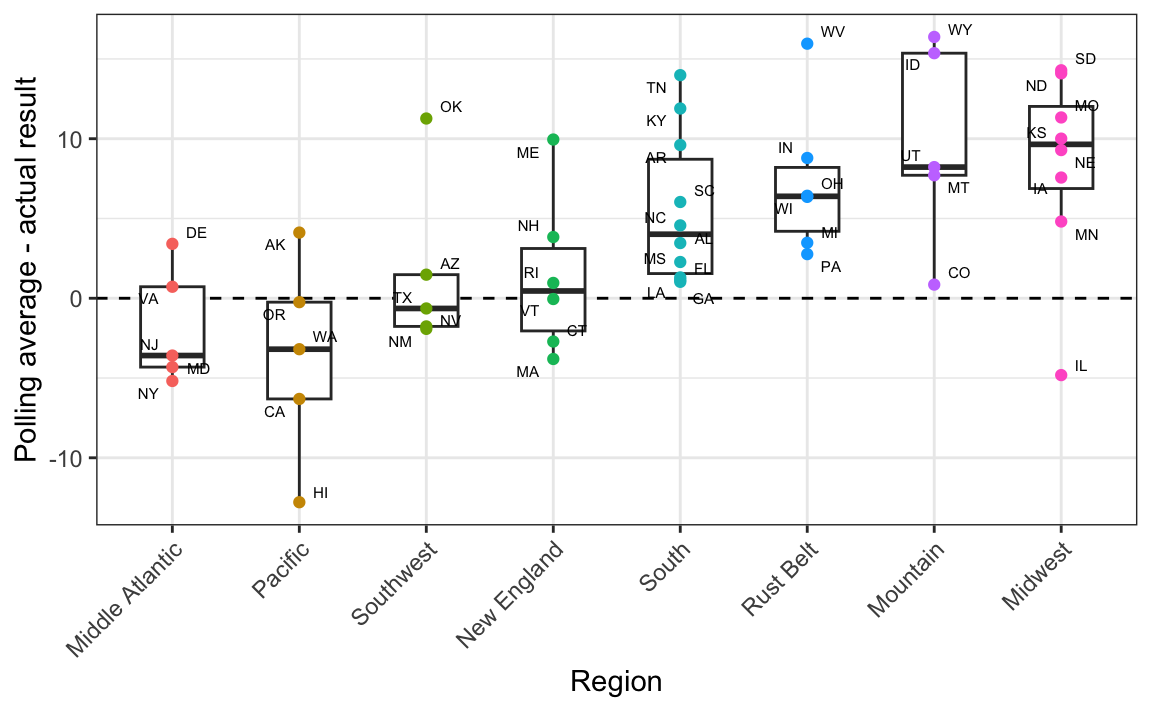 WV
WY
ID
SD
ND
TN
OK
MO
KY
KS
ME
IN
AR
UT
NE
SC
OH
MT
IA
NH
NC
WI
DE
AK
AL
MI
MN
AZ
RI
MS
FL
PA
CO
VA
TX
LA
GA
OR
VT
NV
CT
NJ
WA
NM
MD
MA
IL
NY
CA
HI
10
0
-10
Polling average - actual result
Middle Atlantic
Pacific
Southwest
New England
South
Rust Belt
Mountain
Midwest
Region